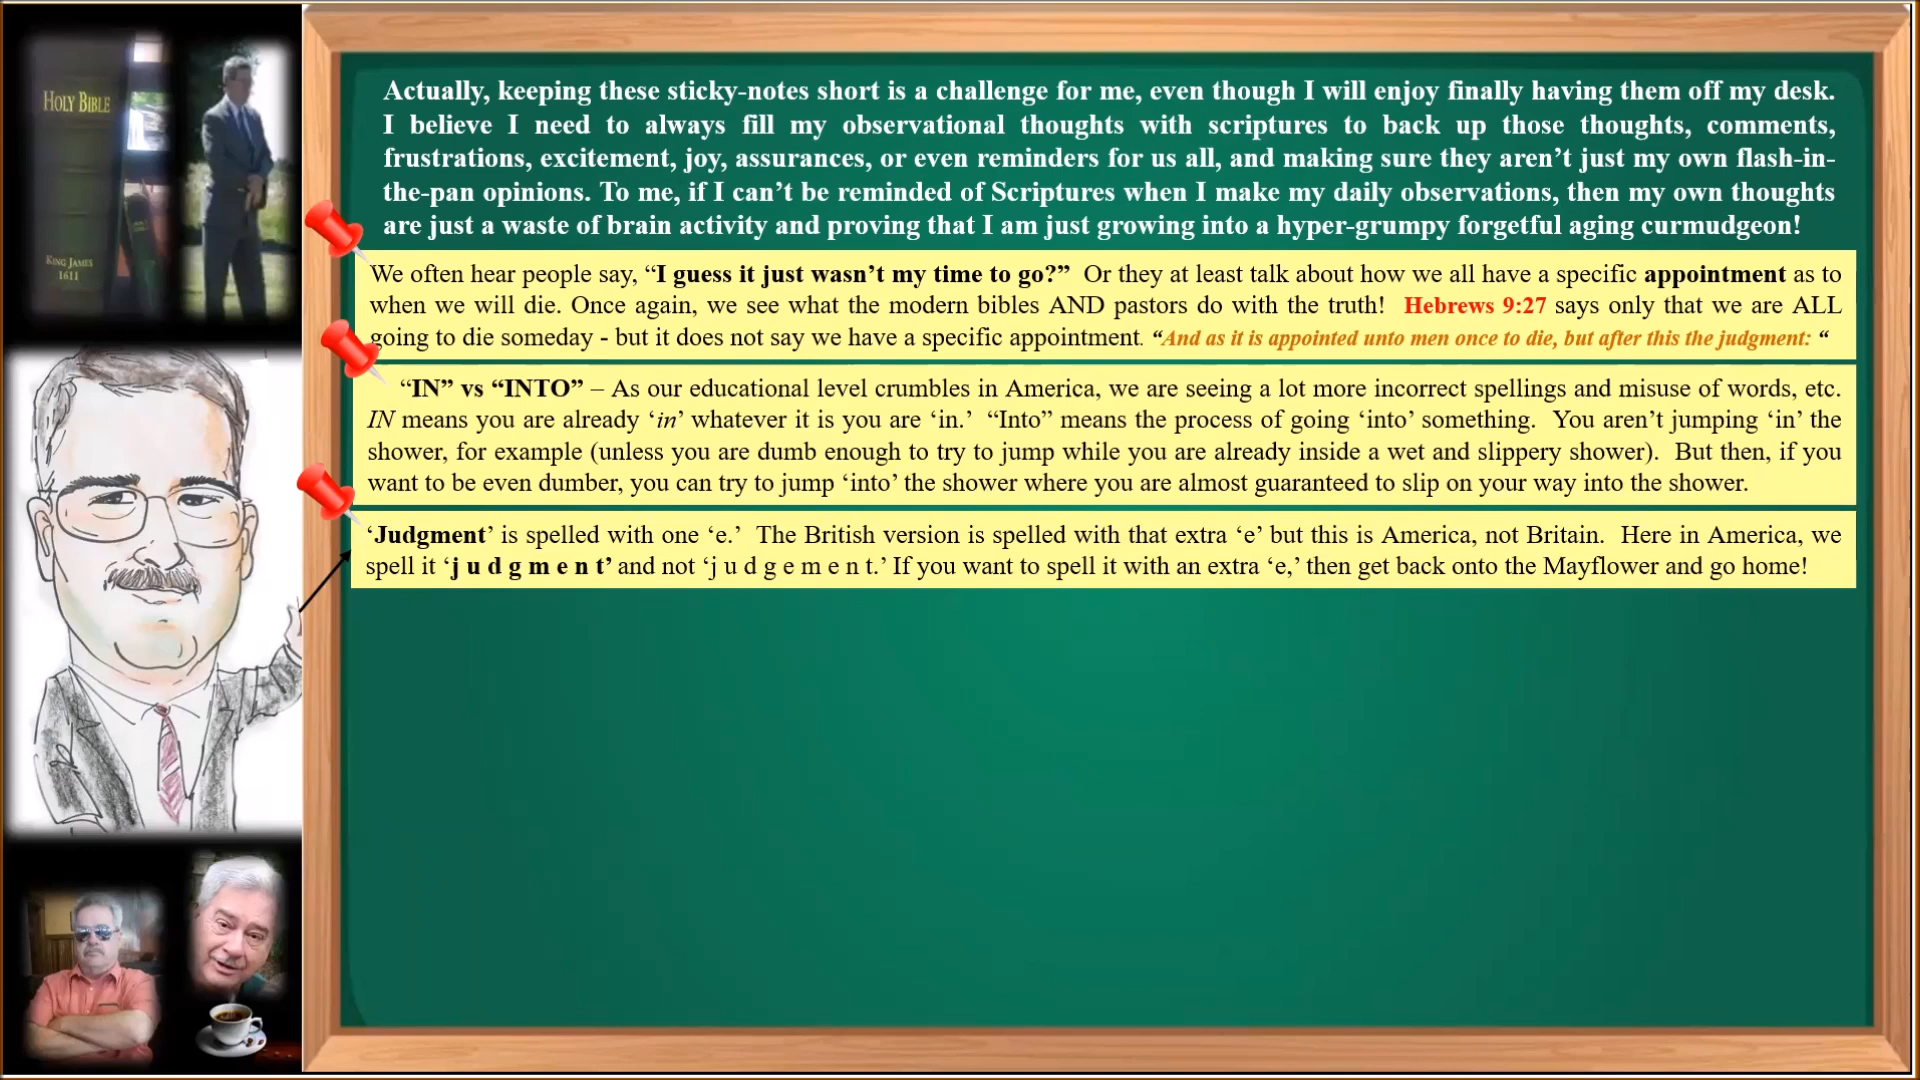 HOLY BIBLE
KING JAMES
1611
Actually, keeping these sticky-notes short is a challenge for me, even though I will enjoy finally having them off my desk.
I believe I need to always fill my observational thoughts with scriptures to back up those thoughts, comments,
frustrations, excitement, joy, assurances, or even reminders for us all, and making sure they aren’t just my own flash-in-
the-pan opinions. To me, if I can’t be reminded of Scriptures when I make my daily observations, then my own thoughts
are just a waste of brain activity and proving that I am just growing into a hyper-grumpy forgetful aging curmudgeon!
We often hear people say, “I guess it just wasn’t my time to go?” Or they at least talk about how we all have a specific appointment as to
when we will die. Once again, we see what the modern bibles AND pastors do with the truth! Hebrews 9:27 says only that we are ALL
going to die someday - but it does not say we have a specific appointment. “And as it is appointed unto men once to die, but after this the judgment: “
“IN” vs “INTO” – As our educational level crumbles in America, we are seeing a lot more incorrect spellings and misuse of words, etc.
IN means you are already ‘in’ whatever it is you are ‘in.’ “Into” means the process of going ‘into’ something. You aren’t jumping ‘in’ the
shower, for example (unless you are dumb enough to try to jump while you are already inside a wet and slippery shower). But then, if you
want to be even dumber, you can try to jump ‘into’ the shower where you are almost guaranteed to slip on your way into the shower.
‘Judgment’ is spelled with one ‘e.’ The British version is spelled with that extra ‘e’ but this is America, not Britain. Here in America, we
spell it ‘j u d g m e n t’ and not ‘j u d g e m e n t.’ If you want to spell it with an extra ‘e,’ then get back onto the Mayflower and go home!